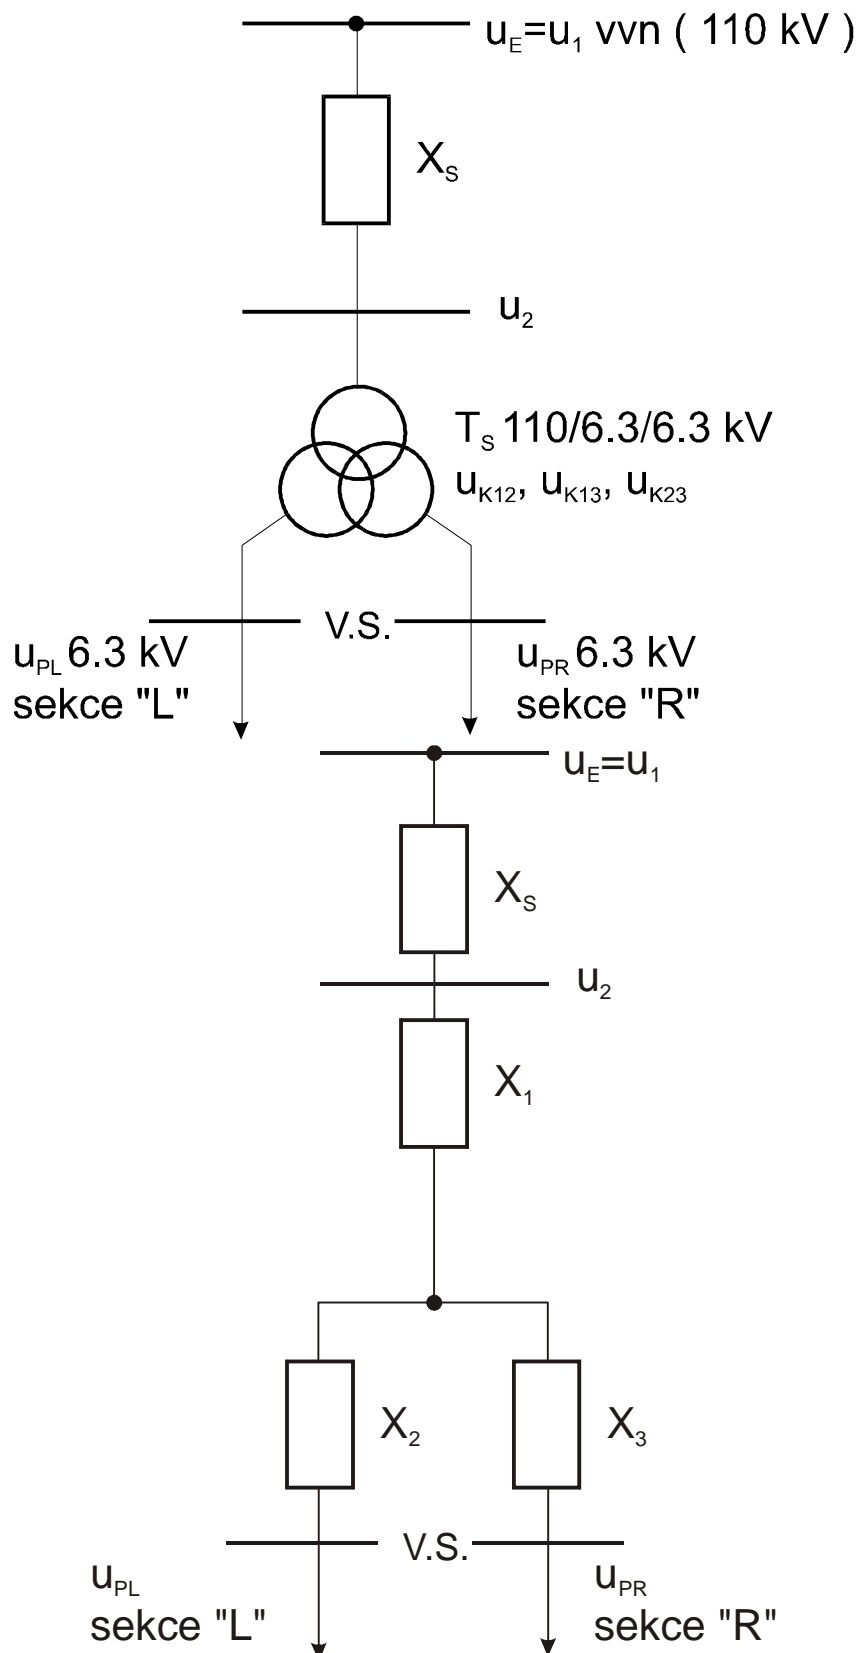 u_E=u_1 vvn ( 110 kV )
X_S
u_2
T_S 110/6.3/6.3 kV
u_K12, u_K13, u_K23
V.S.
u_PL 6.3 kV
sekce "L"
u_PR 6.3 kV
sekce "R"
u_E=u_1
X_S
u_2
X_1
X_2
X_3
V.S.
u_PL
sekce "L"
u_PR
sekce "R"